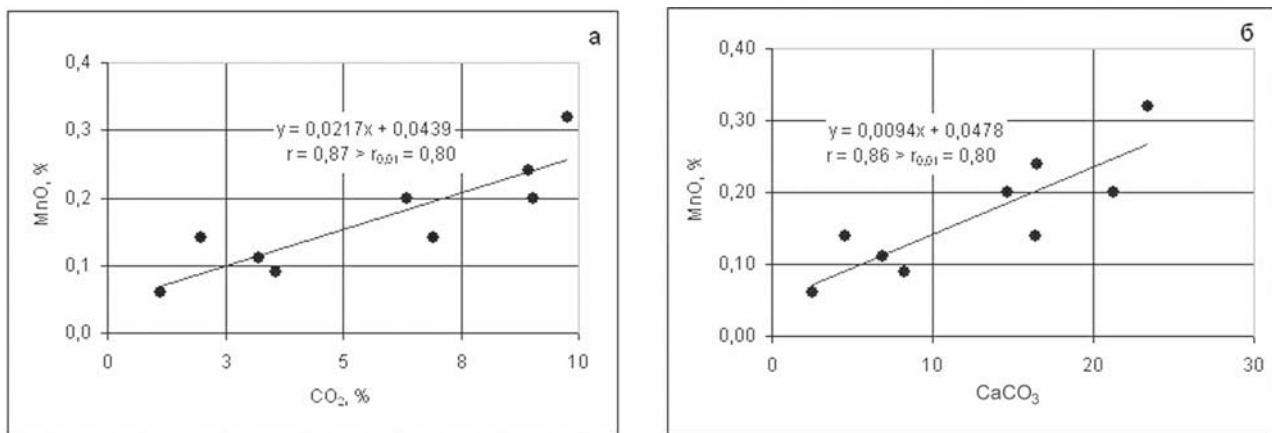 а
0,4
0,3
0,2
0,1
0,0
MnO, %
y = 0,0217x + 0,0439
r = 0,87 > r0,01 = 0,80
0 3 5 8 10
CO2, %
б
0,40
0,30
0,20
0,10
0,00
MnO, %
y = 0,0094x + 0,0478
r = 0,86 > r0,01 = 0,80
0 10 20 30
CaCO3